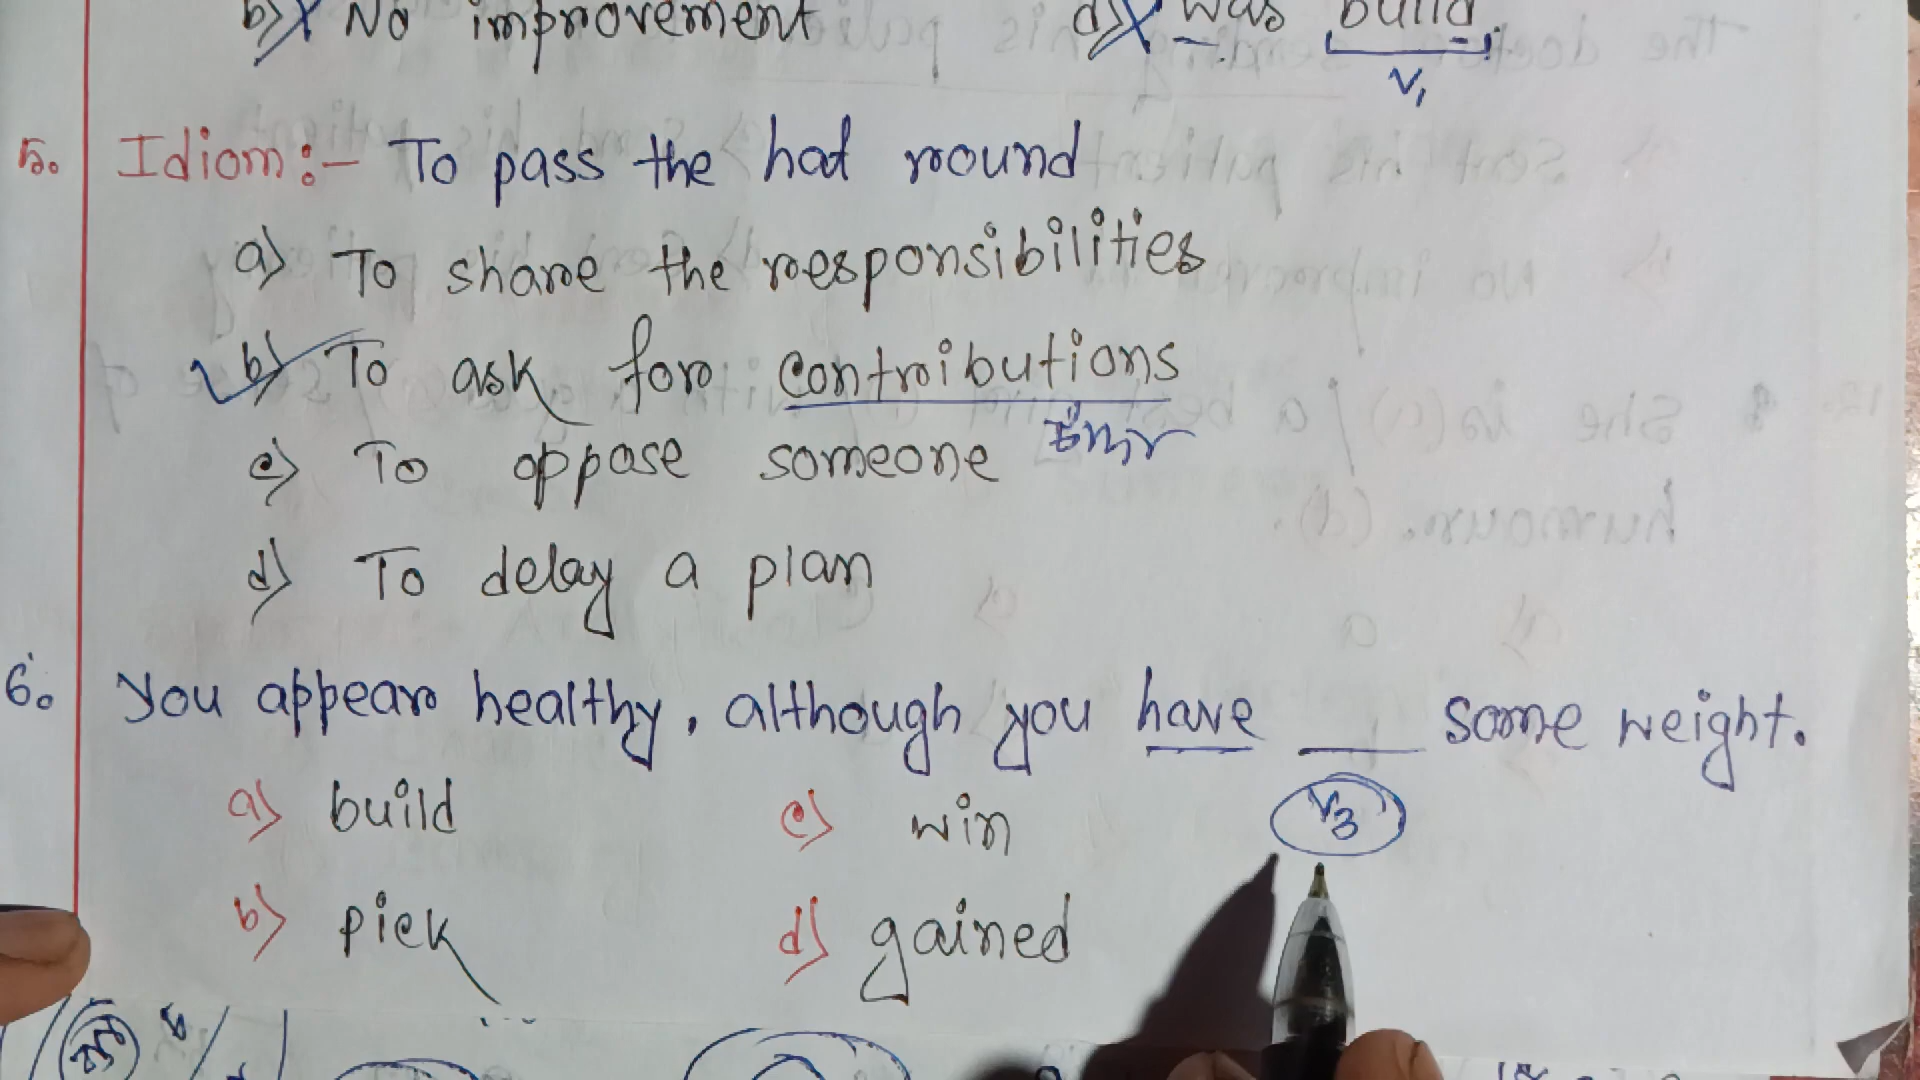 b) No improvement
d) was build.
V1
5. Idiom:- To pass the hat round
a) To share the responsibilities
b) To ask for contributions
c) To oppose someone
d) To delay a plan
6. You appear healthy, although you have ___ some weight.
V3
a) build
c) win
b) pick
d) gained